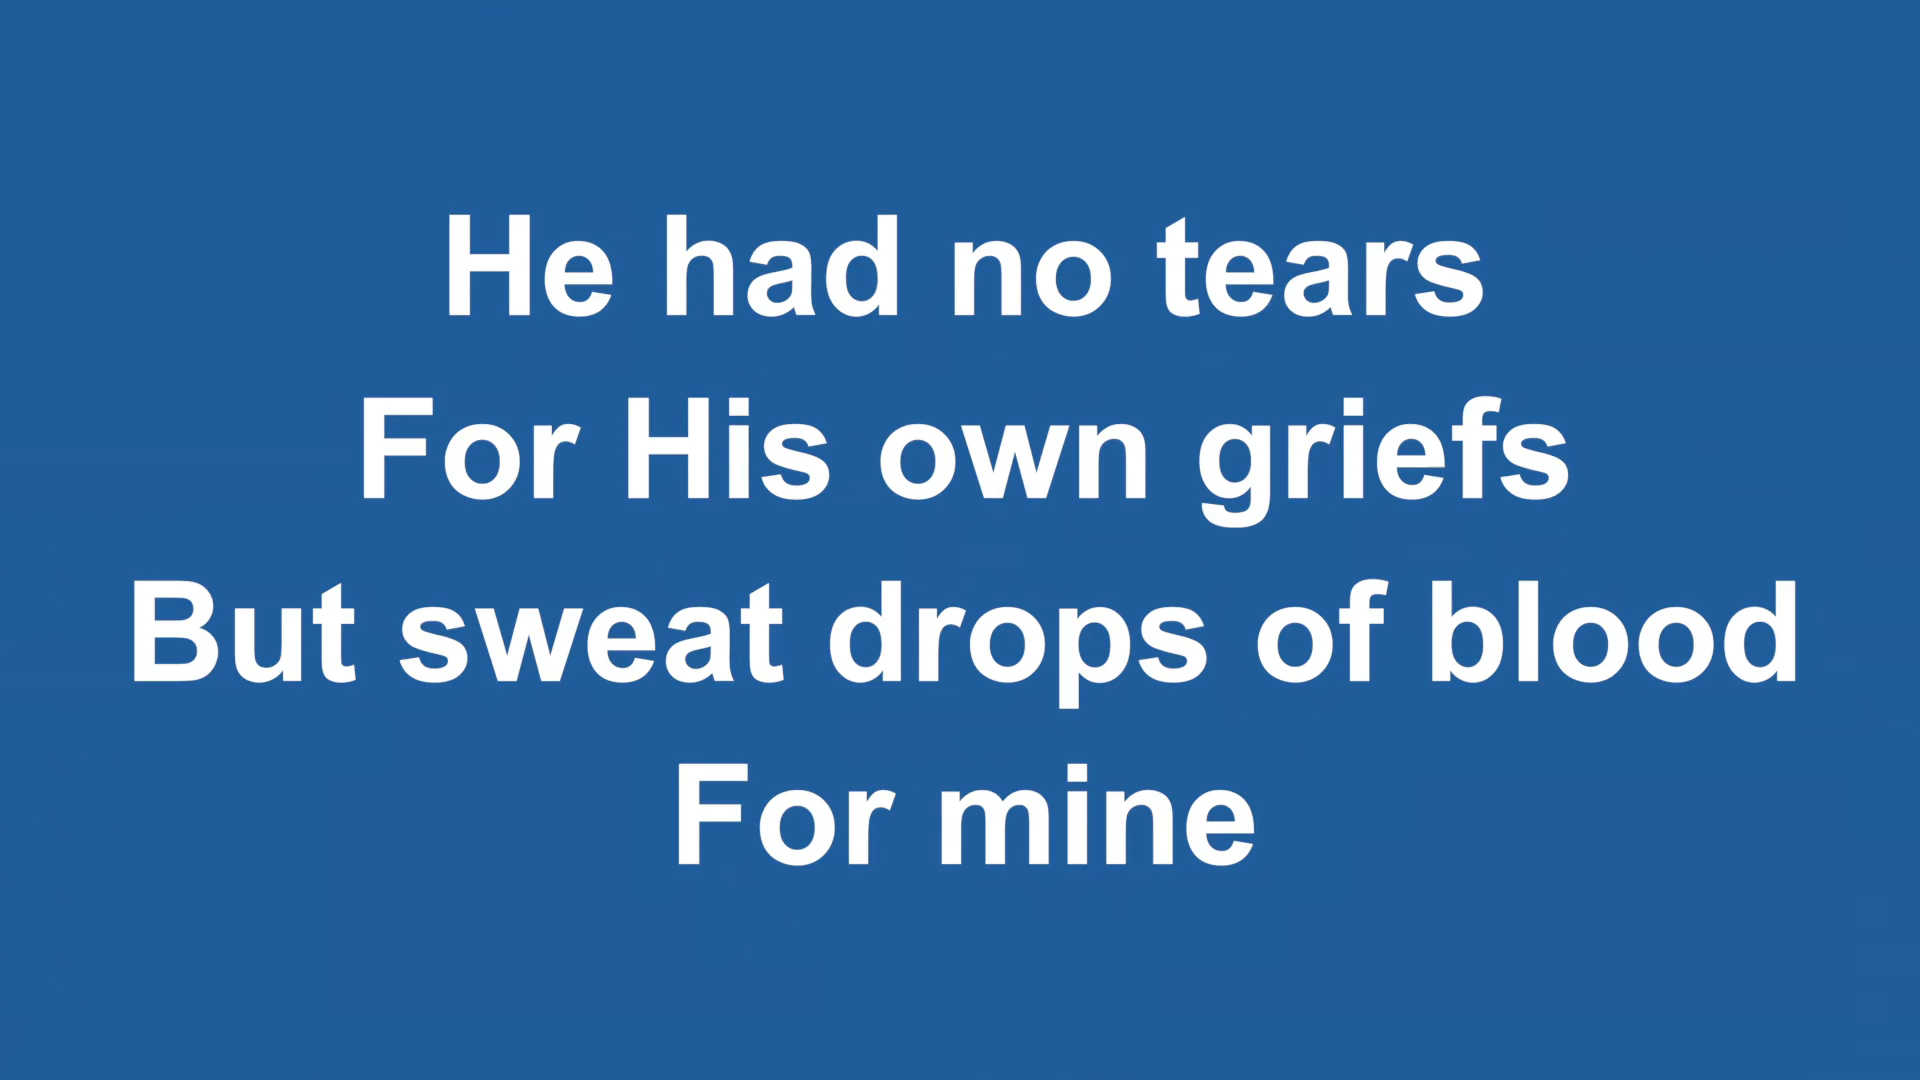 He had no tears
For His own griefs
But sweat drops of blood
For mine